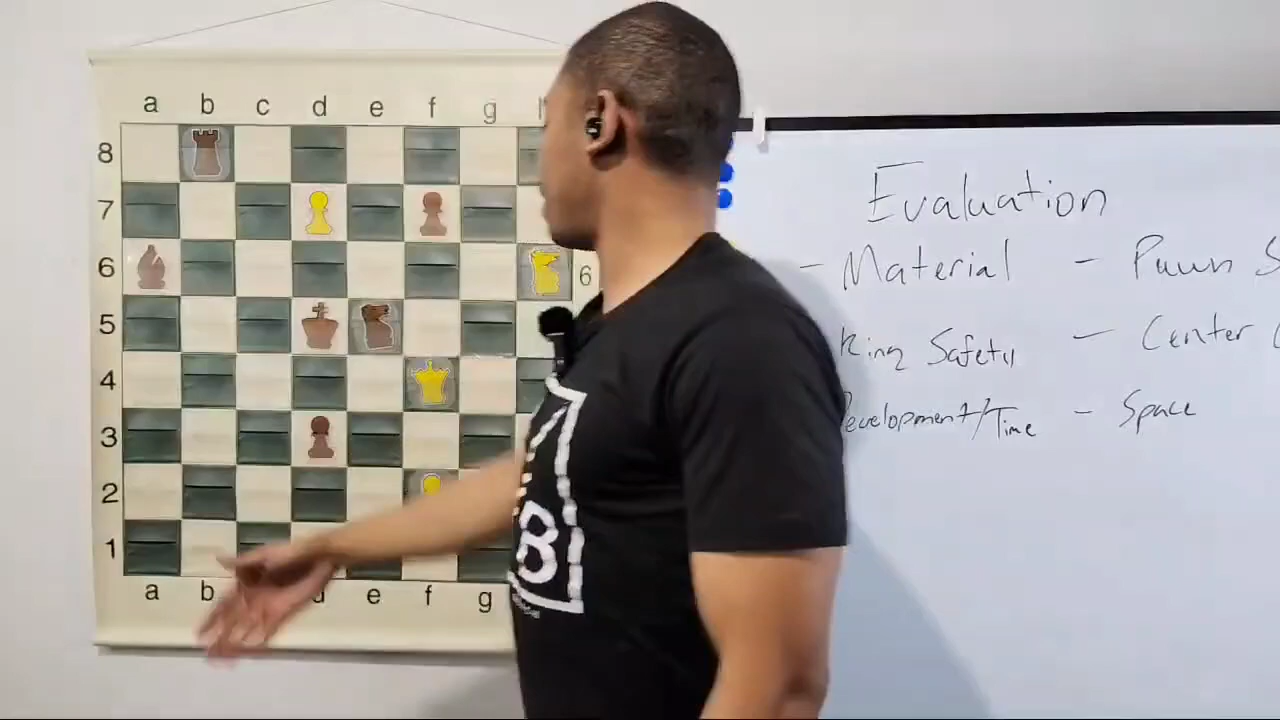 a b c d e f g
8
7
6 6
5
4
3
2
1
a b d e f g
B
Evaluation
- Material - Pawn S
King Safety - Center
Development/Time - Space